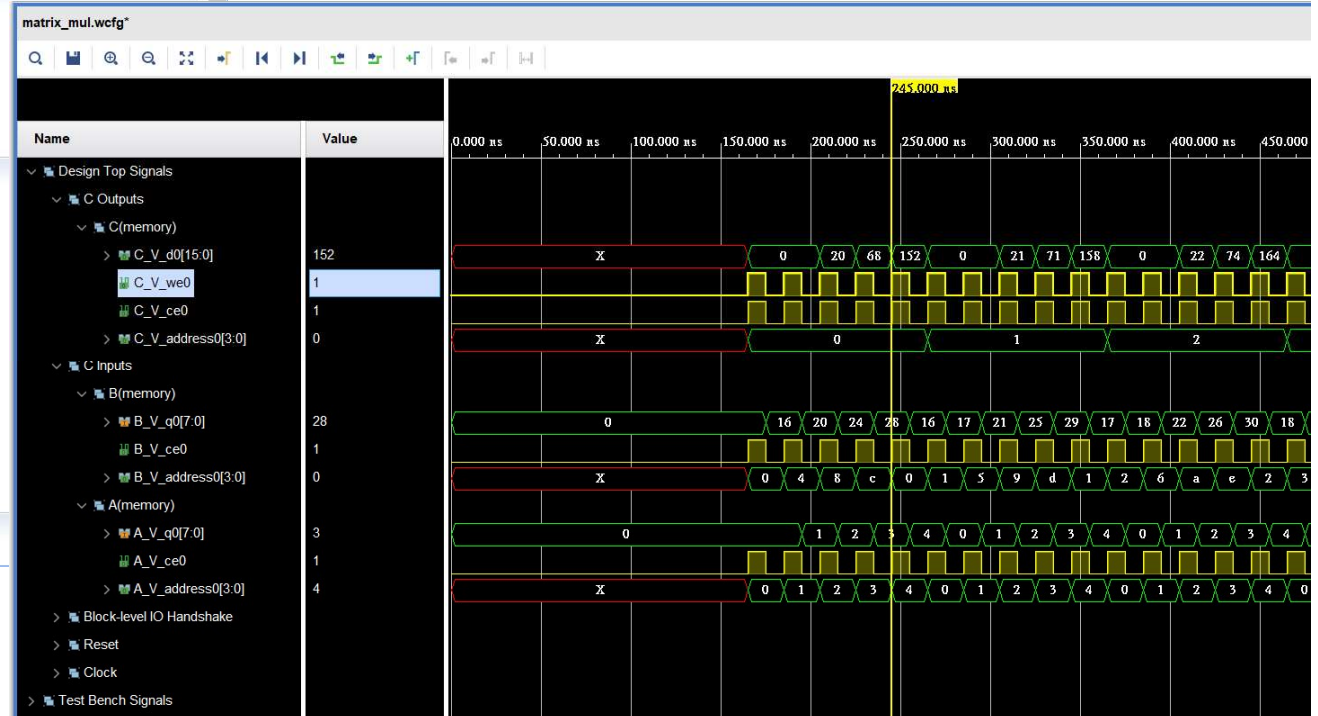 matrix_mul.wcfg*
245.000 ns
Name Value 0.000 ns 50.000 ns 100.000 ns 150.000 ns 200.000 ns 250.000 ns 300.000 ns 350.000 ns 400.000 ns 450.000
Design Top Signals
C Outputs
C(memory)
C_V_d0[15:0] 152 X 0 20 68 152 0 21 71 158 0 22 74 164
C_V_we0 1
C_V_ce0 1
C_V_address0[3:0] 0 X 0 1 2
C Inputs
B(memory)
B_V_q0[7:0] 28 0 16 20 24 28 16 17 21 25 29 17 18 22 26 30 18
B_V_ce0 1
B_V_address0[3:0] 0 X 0 4 8 c 0 1 5 9 d 1 2 6 a e 2 3
A(memory)
A_V_q0[7:0] 3 0 1 2 3 4 0 1 2 3 4 0 1 2 3 4
A_V_ce0 1
A_V_address0[3:0] 4 X 0 1 2 3 4 0 1 2 3 4 0 1 2 3 4 0
Block-level IO Handshake
Reset
Clock
Test Bench Signals